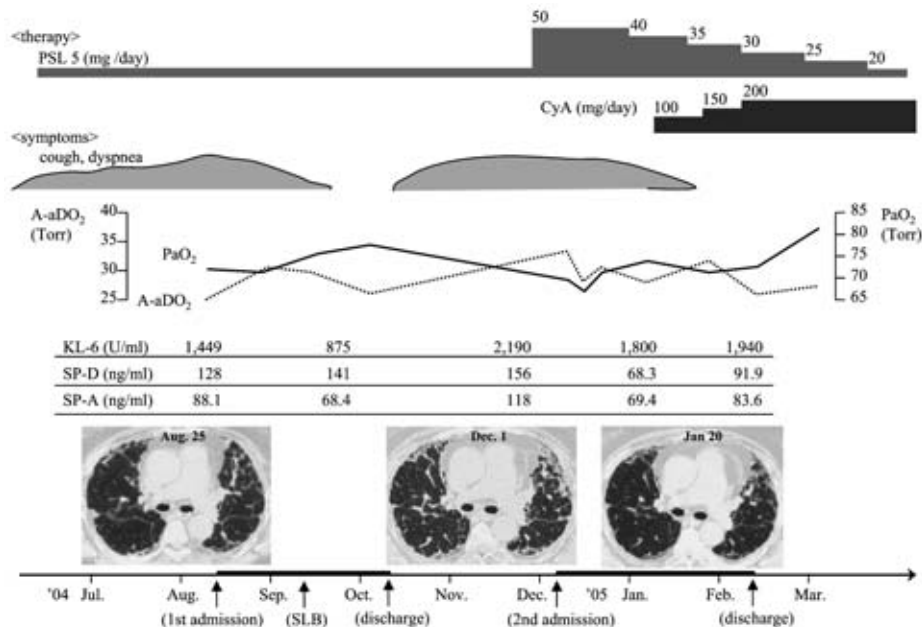 <therapy>
PSL 5 (mg /day)
50
40
35
30
25
20
CyA (mg/day)
100
150
200
<symptoms>
cough, dyspnea
A-aDO2
(Torr)
40
35
30
25
PaO2
A-aDO2
85
80
75
70
65
PaO2
(Torr)
KL-6 (U/ml) 1,449 875 2,190 1,800 1,940
SP-D (ng/ml) 128 141 156 68.3 91.9
SP-A (ng/ml) 88.1 68.4 118 69.4 83.6
Aug. 25
Dec. 1
Jan 20
'04 Jul. Aug. Sep. Oct. Nov. Dec. '05 Jan. Feb. Mar.
(1st admission) (SLB) (discharge) (2nd admission) (discharge)